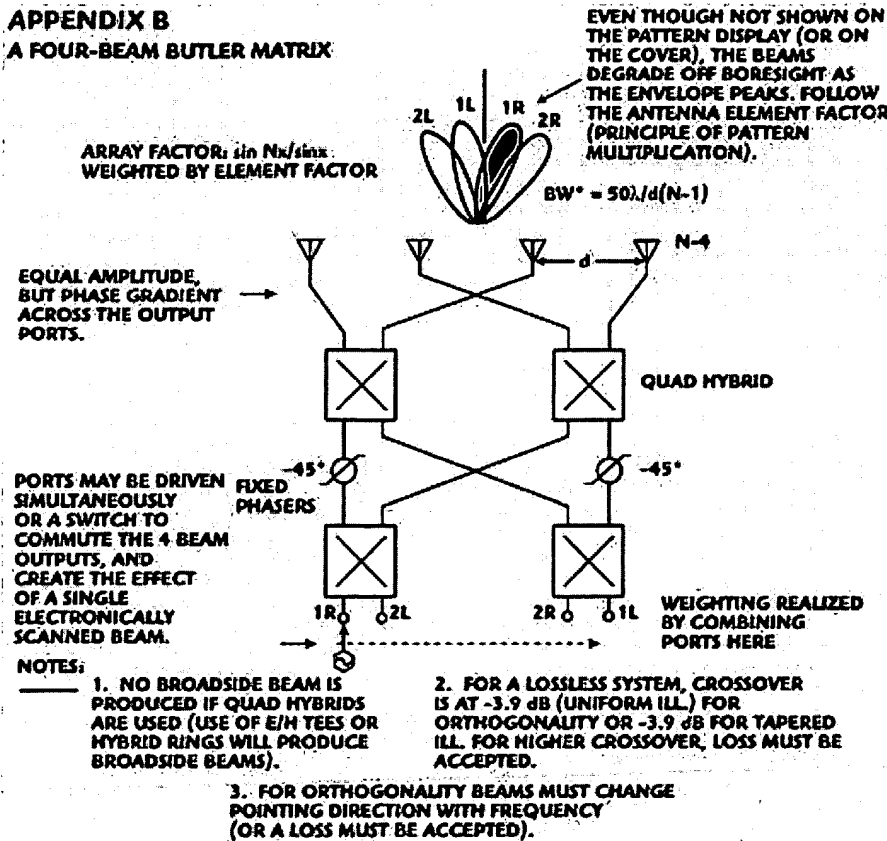 APPENDIX B
A FOUR-BEAM BUTLER MATRIX
EVEN THOUGH NOT SHOWN ON
THE PATTERN DISPLAY (OR ON
THE COVER), THE BEAMS
DEGRADE OFF BORESIGHT AS
THE ENVELOPE PEAKS. FOLLOW
THE ANTENNA ELEMENT FACTOR
(PRINCIPLE OF PATTERN
MULTIPLICATION).
2L 1L 1R 2R
ARRAY FACTOR: sin Nx/sinx
WEIGHTED BY ELEMENT FACTOR
BW° = 50λ/d(N-1)
d
N-4
EQUAL AMPLITUDE,
BUT PHASE GRADIENT
ACROSS THE OUTPUT
PORTS.
QUAD HYBRID
-45°
-45°
FIXED
PHASERS
PORTS MAY BE DRIVEN
SIMULTANEOUSLY
OR A SWITCH TO
COMMUTE THE 4 BEAM
OUTPUTS, AND
CREATE THE EFFECT
OF A SINGLE
ELECTRONICALLY
SCANNED BEAM.
1R 2L 2R 1L
WEIGHTING REALIZED
BY COMBINING
PORTS HERE
NOTES:
1. NO BROADSIDE BEAM IS
PRODUCED IF QUAD HYBRIDS
ARE USED (USE OF E/H TEES OR
HYBRID RINGS WILL PRODUCE
BROADSIDE BEAMS).
2. FOR A LOSSLESS SYSTEM, CROSSOVER
IS AT -3.9 dB (UNIFORM ILL.) FOR
ORTHOGONALITY OR -3.9 dB FOR TAPERED
ILL. FOR HIGHER CROSSOVER, LOSS MUST BE
ACCEPTED.
3. FOR ORTHOGONALITY BEAMS MUST CHANGE
POINTING DIRECTION WITH FREQUENCY
(OR A LOSS MUST BE ACCEPTED).